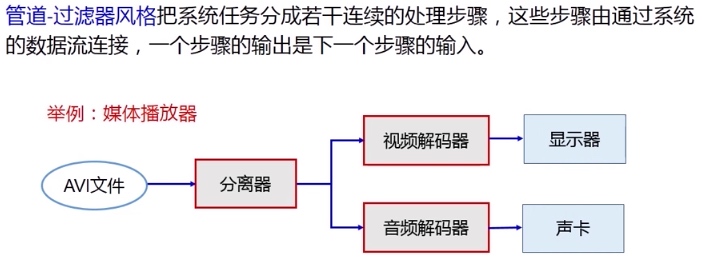 管道-过滤器风格把系统任务分成若干连续的处理步骤，这些步骤由通过系统
的数据流连接，一个步骤的输出是下一个步骤的输入。
举例：媒体播放器
视频解码器
显示器
AVI文件
分离器
音频解码器
声卡